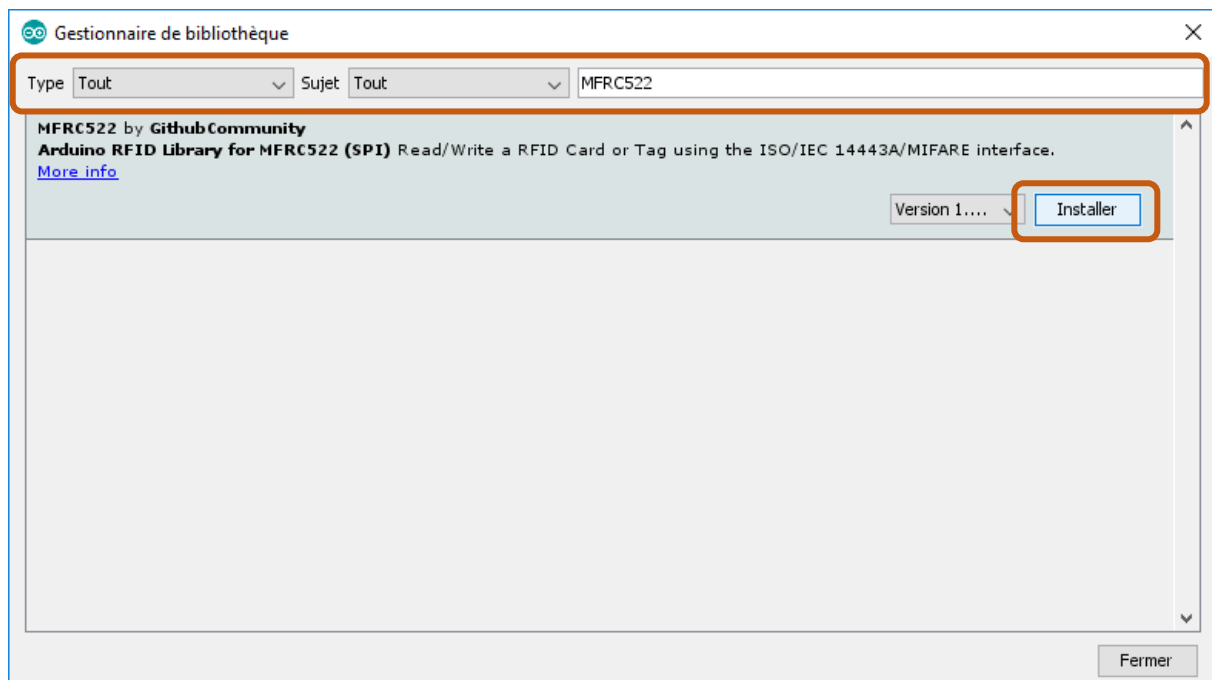 Gestionnaire de bibliothèque
Type Tout Sujet Tout MFRC522
MFRC522 by GithubCommunity
Arduino RFID Library for MFRC522 (SPI) Read/Write a RFID Card or Tag using the ISO/IEC 14443A/MIFARE interface.
More info
Version 1.... Installer
Fermer